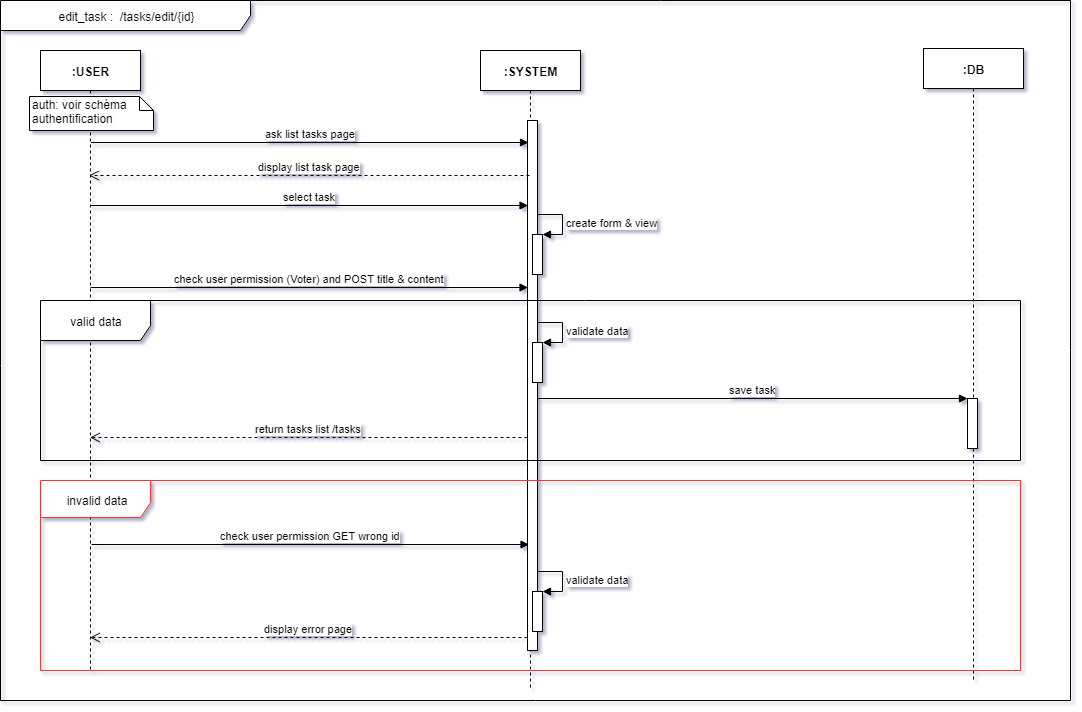 edit_task : /tasks/edit/{id}
:USER
:SYSTEM
:DB
auth: voir schéma
authentification
ask list tasks page
display list task page
select task
create form & view
check user permission (Voter) and POST title & content
valid data
validate data
save task
return tasks list /tasks
invalid data
check user permission GET wrong id
validate data
display error page